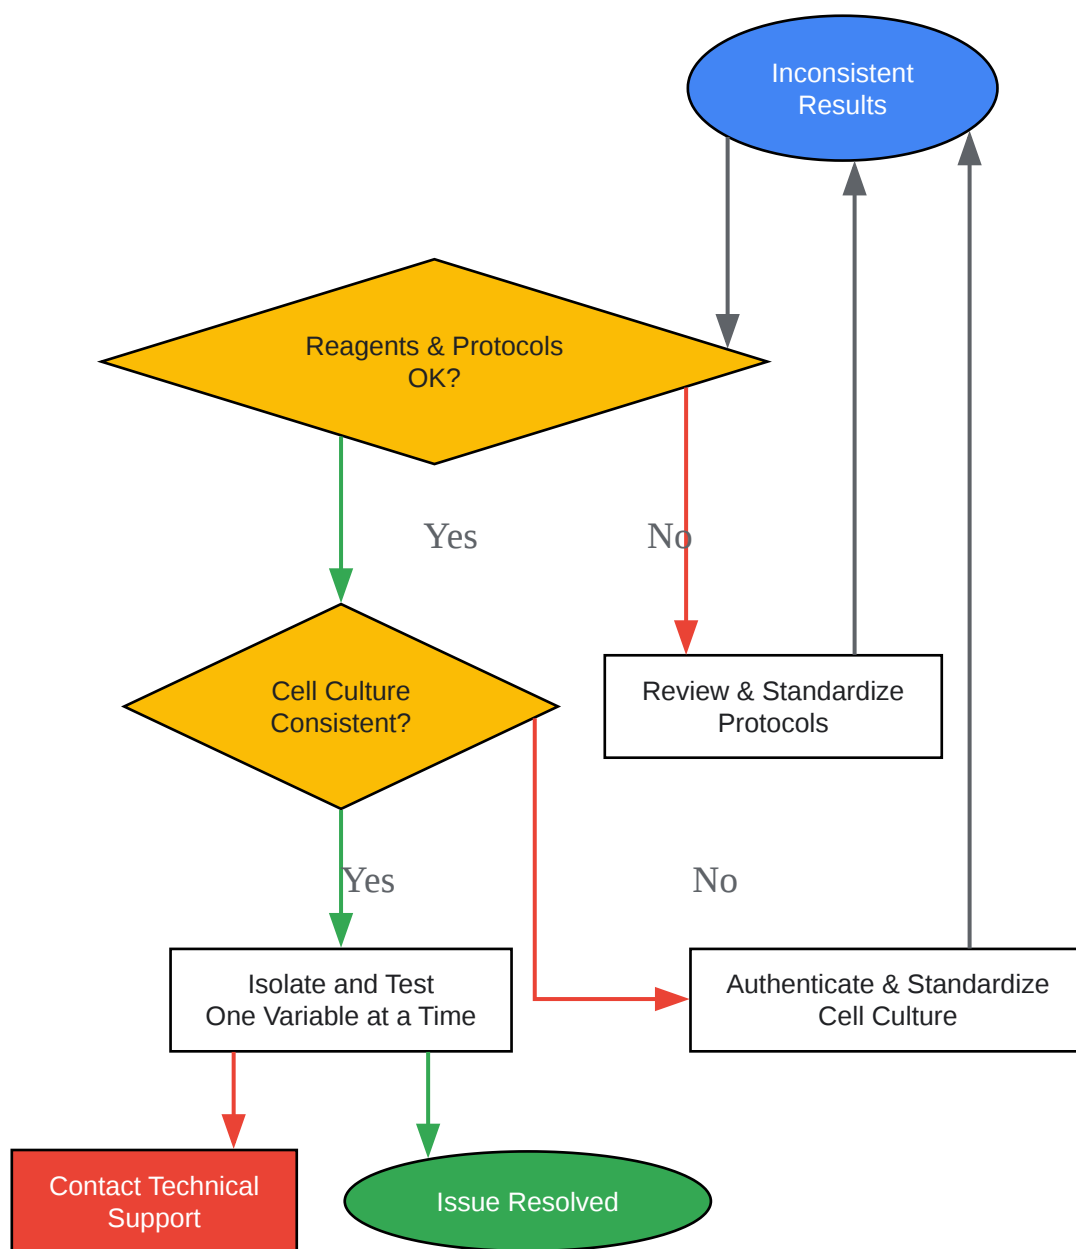 Inconsistent
Results
Reagents & Protocols
OK?
Yes
No
Cell Culture
Consistent?
Review & Standardize
Protocols
Yes
No
Isolate and Test
One Variable at a Time
Authenticate & Standardize
Cell Culture
Contact Technical
Support
Issue Resolved